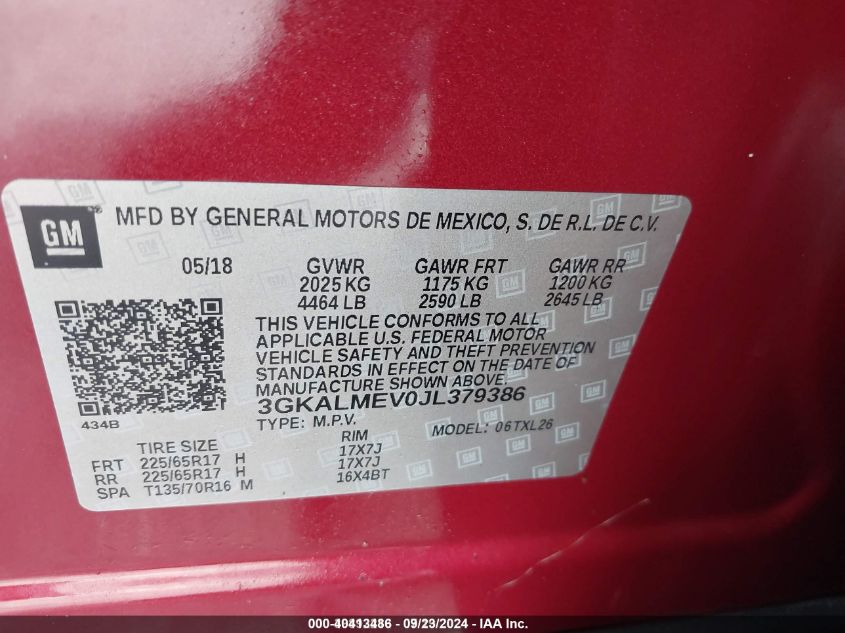 GM
MFD BY GENERAL MOTORS DE MEXICO, S. DE R.L. DE C.V.
05/18 GVWR GAWR FRT GAWR RR
2025 KG 1175 KG 1200 KG
4464 LB 2590 LB 2645 LB
THIS VEHICLE CONFORMS TO ALL
APPLICABLE U.S. FEDERAL MOTOR
VEHICLE SAFETY AND THEFT PREVENTION
STANDARDS IN EFFECT ON THE DATE OF
MANUFACTURE SHOWN ABOVE.
3GKALMEV0JL379386
434B
TYPE: M.P.V. MODEL: 06TXL26
TIRE SIZE RIM
FRT 225/65R17 H 17X7J
RR 225/65R17 H 17X7J
SPA T135/70R16 M 16X4BT
000-40413486 - 09/23/2024 - IAA Inc.